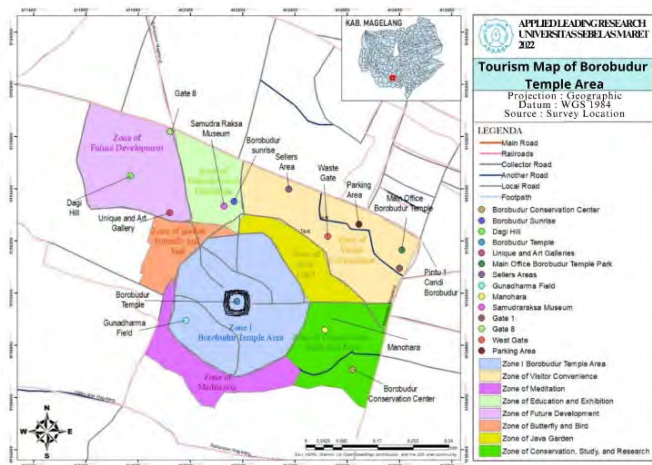 KAB. MAGELANG
Gate 8
Samudra Raksa
Museum
Zona of
Future Development
Borobudur
sunrise
Sellers
Area
Waste
Gate
Parking
Area
Main Office
Borobudur Temple
Dagi
Hill
Unique and Art
Gallery
Text
Pintu 1
Candi
Borobudur
Borobudur
Temple
Gunadharma
Field
Zone I
Borobudur Temple Area
Manohara
Zone of
Meditation
Borobudur
Conservation Center
N
W
E
S
APPLIED LEADING RESEARCH
UNIVERSITAS SEBELAS MARET
2022
Tourism Map of Borobudur
Temple Area
Projection : Geographic
Datum : WGS 1984
Source : Survey Location
LEGENDA
Main Road
Railroads
Collector Road
Another Road
Local Road
Footpath
Borobudur Conservation Center
Borobudur Sunrise
Dagi Hill
Borobudur Temple
Unique and Art Galleries
Main Office Borobudur Temple Park
Sellers Areas
Gunadharma Field
Manohara
Samudraraksa Museum
Gate 1
Gate 8
West Gate
Parking Area
Zone I Borobudur Temple Area
Zone of Visitor Convenience
Zone of Meditation
Zone of Education and Exhibition
Zone of Future Development
Zone of Butterfly and Bird
Zone of Java Garden
Zone of Conservation, Study, and Research